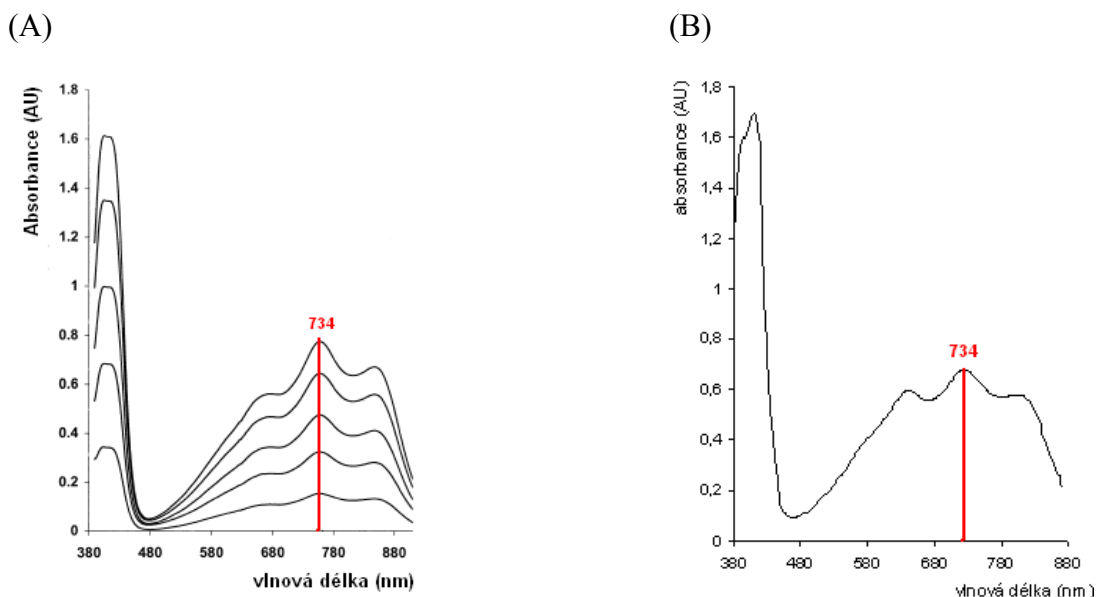 (A)
(B)
Absorbance (AU)
1.8
1.6
1.4
1.2
1
0.8
0.6
0.4
0.2
0
734
380 480 580 680 780 880
vlnová délka (nm)
absorbance (AU)
1,8
1,6
1,4
1,2
1
0,8
0,6
0,4
0,2
0
734
380 480 580 680 780 880
vlnová délka (nm)